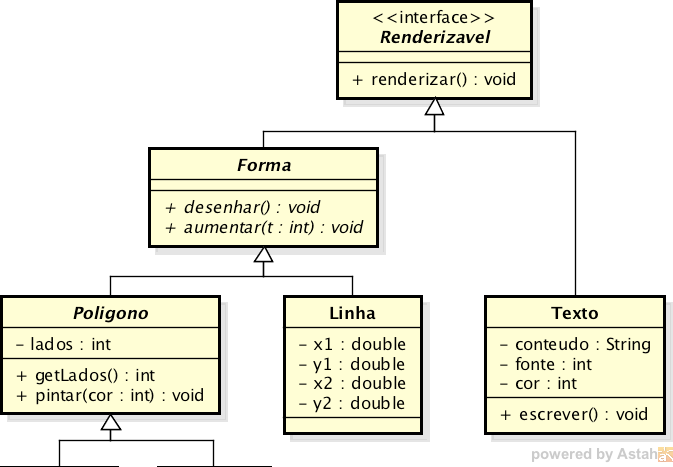 <<interface>>
Renderizavel
+ renderizar() : void
Forma
+ desenhar() : void
+ aumentar(t : int) : void
Poligono
- lados : int
+ getLados() : int
+ pintar(cor : int) : void
Linha
- x1 : double
- y1 : double
- x2 : double
- y2 : double
Texto
- conteudo : String
- fonte : int
- cor : int
+ escrever() : void
powered by Astah